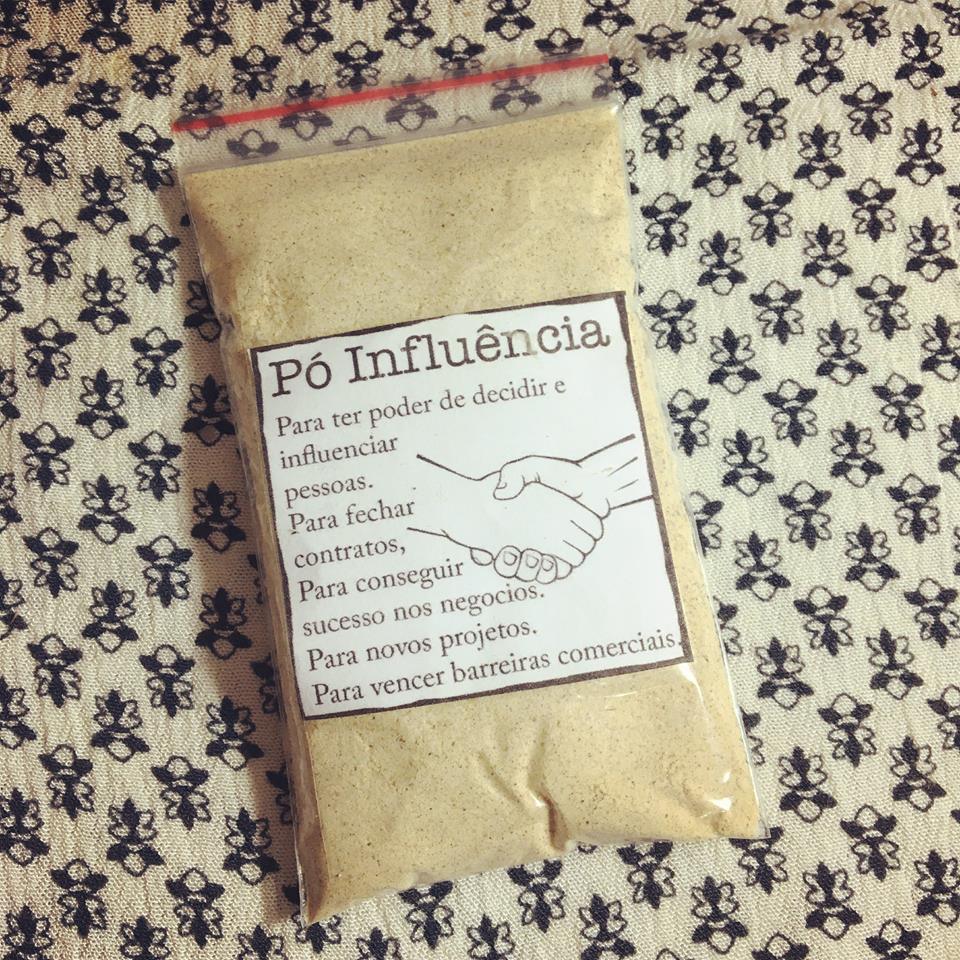 Pó Influência
Para ter poder de decidir e
influenciar
pessoas.
Para fechar
contratos,
Para conseguir
sucesso nos negocios.
Para novos projetos.
Para vencer barreiras comerciais.